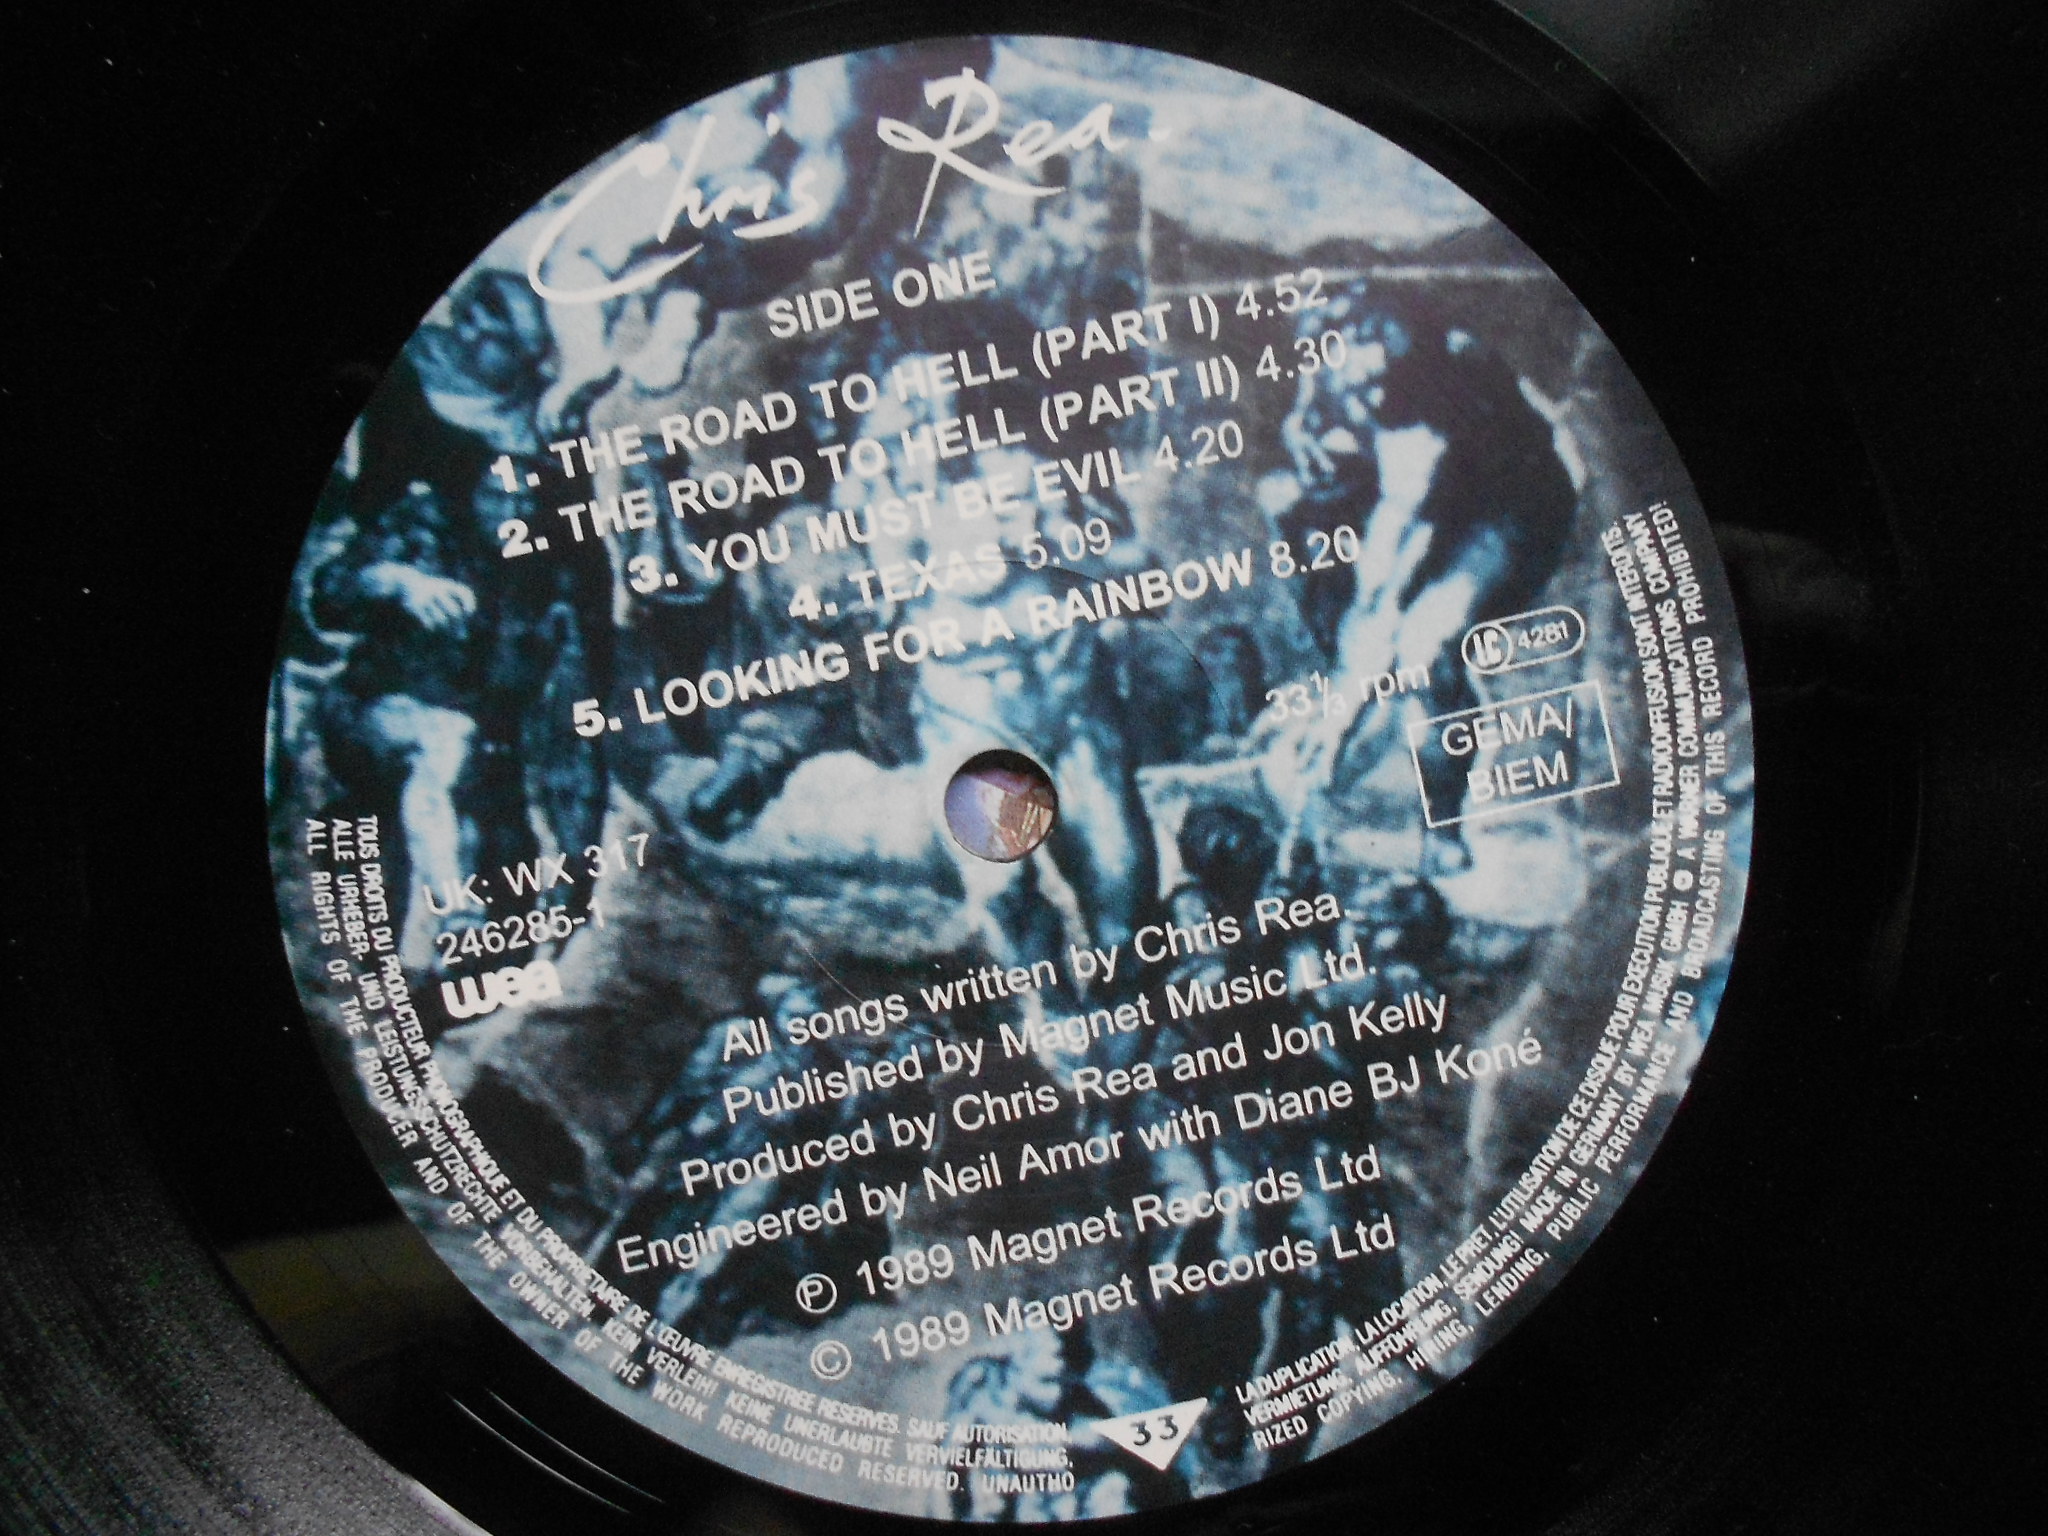 Chris Rea.
SIDE ONE
1. THE ROAD TO HELL (PART I) 4.52
2. THE ROAD TO HELL (PART II) 4.30
3. YOU MUST BE EVIL 4.20
4. TEXAS 5.09
5. LOOKING FOR A RAINBOW 8.20
33⅓ rpm
LC 4281
GEMA/
BIEM
UK: WX 317
246285-1
wea
All songs written by Chris Rea.
Published by Magnet Music Ltd.
Produced by Chris Rea and Jon Kelly
Engineered by Neil Amor with Diane BJ Koné
Ⓟ 1989 Magnet Records Ltd
© 1989 Magnet Records Ltd
33
TOUS DROITS DU PRODUCTEUR PHONOGRAPHIQUE ET DU PROPRIETAIRE DE L'ŒUVRE ENREGISTREE RESERVES. SAUF AUTORISATION, LA DUPLICATION, LA LOCATION, LE PRET, L'UTILISATION DE CE DISQUE POUR EXECUTION PUBLIQUE ET RADIODIFFUSION SONT INTERDITS.
ALLE URHEBER- UND LEISTUNGSSCHUTZRECHTE VORBEHALTEN. KEIN VERLEIH! KEINE UNERLAUBTE VERVIELFÄLTIGUNG, VERMIETUNG, AUFFÜHRUNG, SENDUNG! MADE IN GERMANY BY WEA MUSIK GMBH A WARNER COMMUNICATIONS COMPANY
ALL RIGHTS OF THE PRODUCER AND OF THE OWNER OF THE WORK REPRODUCED RESERVED. UNAUTHORIZED COPYING, HIRING, LENDING, PUBLIC PERFORMANCE AND BROADCASTING OF THIS RECORD PROHIBITED!